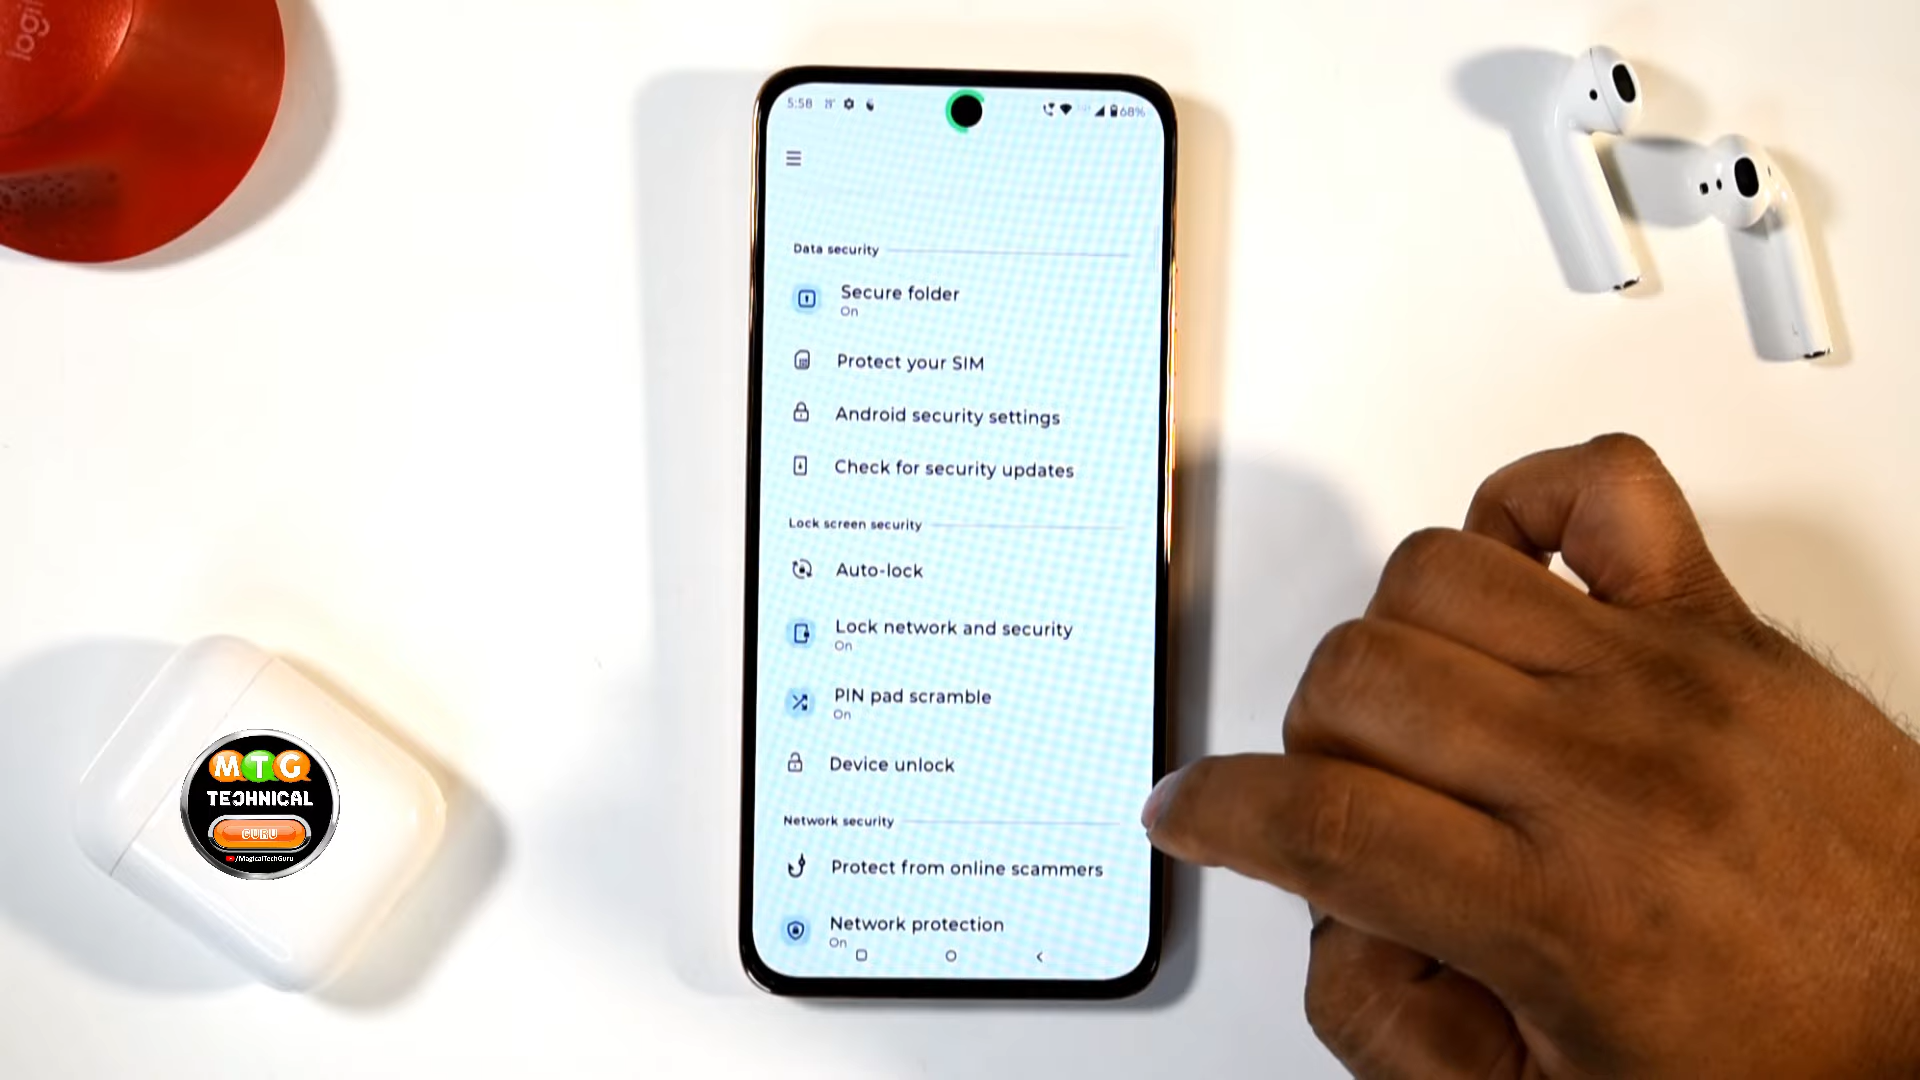 logi
5:58
68%
Data security
Secure folder
On
Protect your SIM
Android security settings
Check for security updates
Lock screen security
Auto-lock
Lock network and security
On
PIN pad scramble
On
Device unlock
Network security
Protect from online scammers
Network protection
On
MTG
TECHNICAL
GURU
/MagicalTechGuru